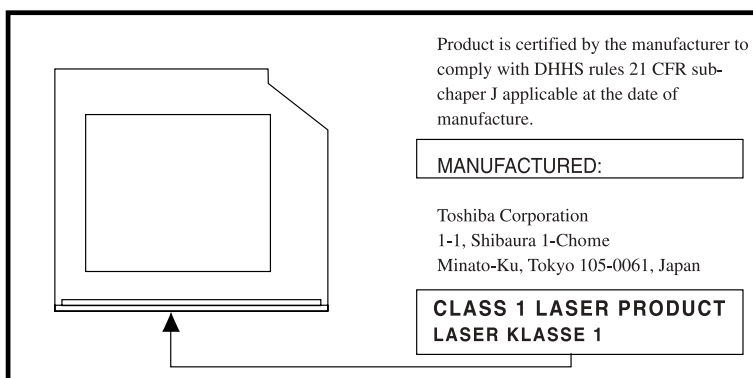 Product is certified by the manufacturer to
comply with DHHS rules 21 CFR sub-
chaper J applicable at the date of
manufacture.
MANUFACTURED:
Toshiba Corporation
1-1, Shibaura 1-Chome
Minato-Ku, Tokyo 105-0061, Japan
CLASS 1 LASER PRODUCT
LASER KLASSE 1